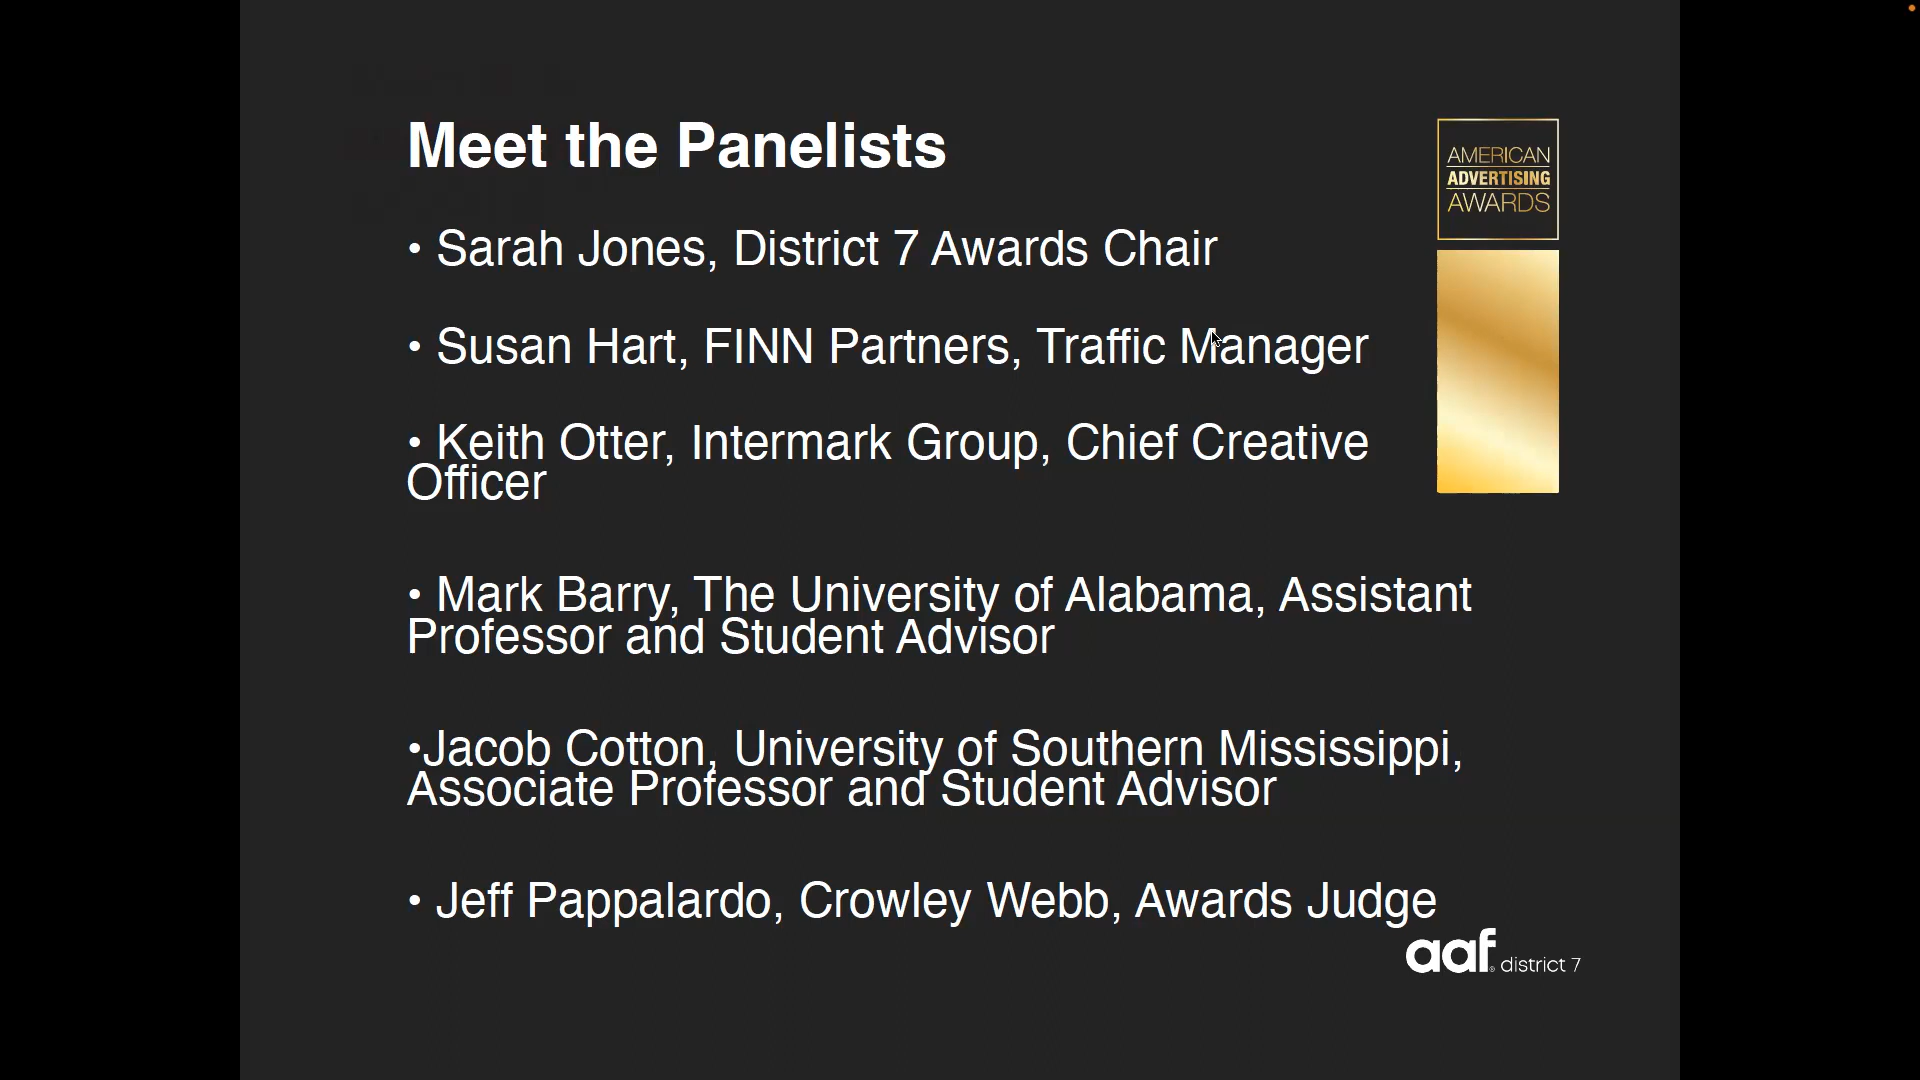 Meet the Panelists
AMERICAN
ADVERTISING
AWARDS
• Sarah Jones, District 7 Awards Chair
• Susan Hart, FINN Partners, Traffic Manager
• Keith Otter, Intermark Group, Chief Creative
Officer
• Mark Barry, The University of Alabama, Assistant
Professor and Student Advisor
•Jacob Cotton, University of Southern Mississippi,
Associate Professor and Student Advisor
• Jeff Pappalardo, Crowley Webb, Awards Judge
aaf® district 7